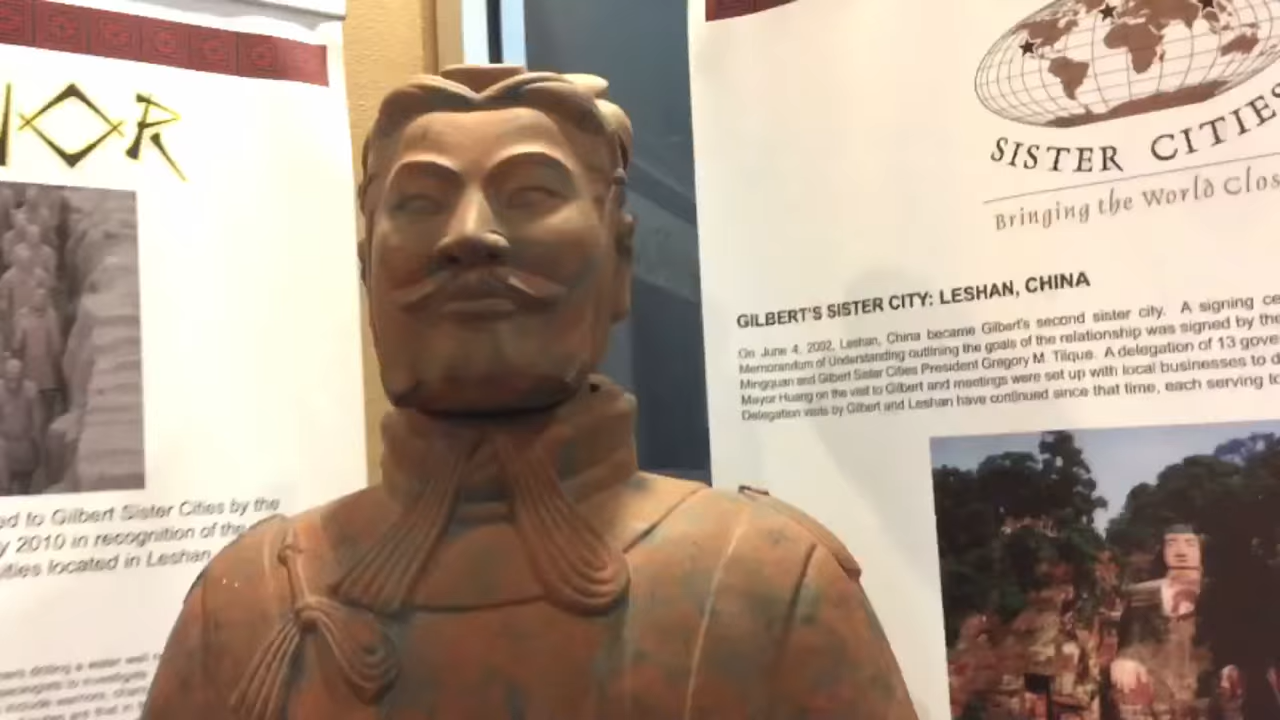 IOR
ed to Gilbert Sister Cities by the
y 2010 in recognition of the
ities located in Leshan
SISTER CITIES
Bringing the World Clos
GILBERT'S SISTER CITY: LESHAN, CHINA
On June 4, 2002, Leshan, China became Gilbert's second sister city. A signing ce
Memorandum of Understanding outlining the goals of the relationship was signed by the
Mingquan and Gilbert Sister Cities President Gregory M. Tilque. A delegation of 13 gove
Mayor Huang on the visit to Gilbert and meetings were set up with local businesses to d
Delegation visits by Gilbert and Leshan have continued since that time, each serving to